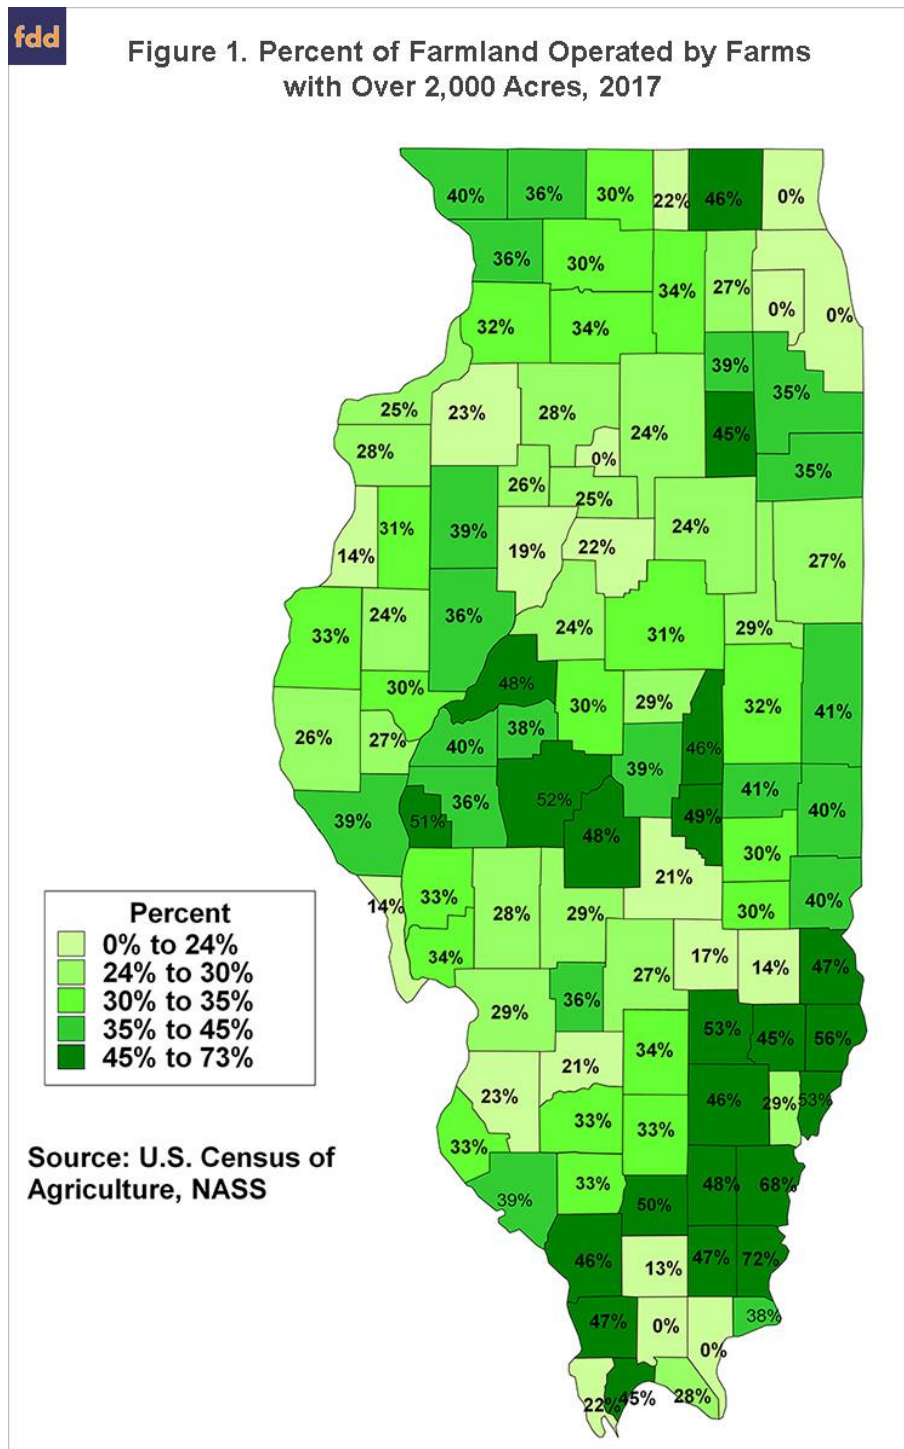 fdd
Figure 1. Percent of Farmland Operated by Farms
with Over 2,000 Acres, 2017
40% 36% 30% 22% 46% 0%
36% 30% 34% 27% 0% 0%
32% 34%
39% 35%
25% 23% 28% 24% 45%
28% 0% 35%
26% 25%
31% 39% 19% 22% 24% 27%
14%
33% 24% 36% 24% 31% 29%
30% 48% 30% 29% 32% 41%
26% 27% 40% 38% 39% 46%
39% 51% 36% 52% 48% 49% 41% 40%
30%
14% 33% 28% 29% 21% 30% 40%
34% 27% 17% 14% 47%
29% 36% 53% 45% 56%
34%
23% 21% 46% 29% 53%
33% 33% 33%
39% 33% 50% 48% 68%
46% 13% 47% 72%
47% 0% 0% 38%
22% 45% 28%
Percent
0% to 24%
24% to 30%
30% to 35%
35% to 45%
45% to 73%
Source: U.S. Census of
Agriculture, NASS